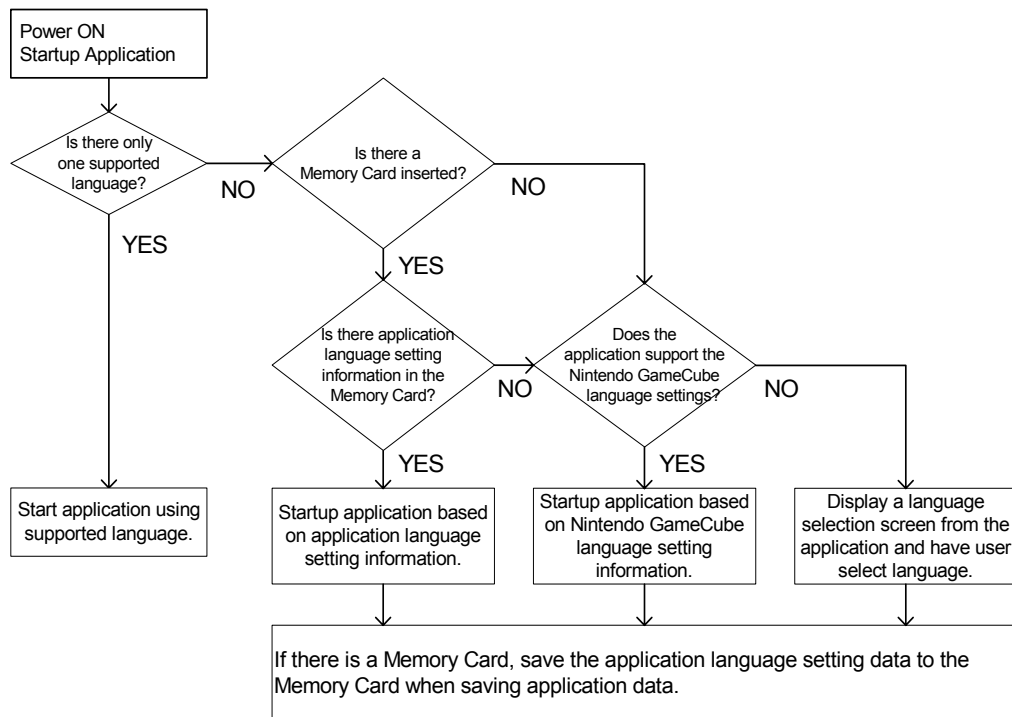 Power ON
Startup Application
Is there only
one supported
language?
NO
YES
Is there a
Memory Card inserted?
NO
YES
Is there application
language setting
information in the
Memory Card?
NO
YES
Does the
application support the
Nintendo GameCube
language settings?
NO
YES
Start application using
supported language.
Startup application based
on application language
setting information.
Startup application based
on Nintendo GameCube
language setting
information.
Display a language
selection screen from the
application and have user
select language.
If there is a Memory Card, save the application language setting data to the
Memory Card when saving application data.